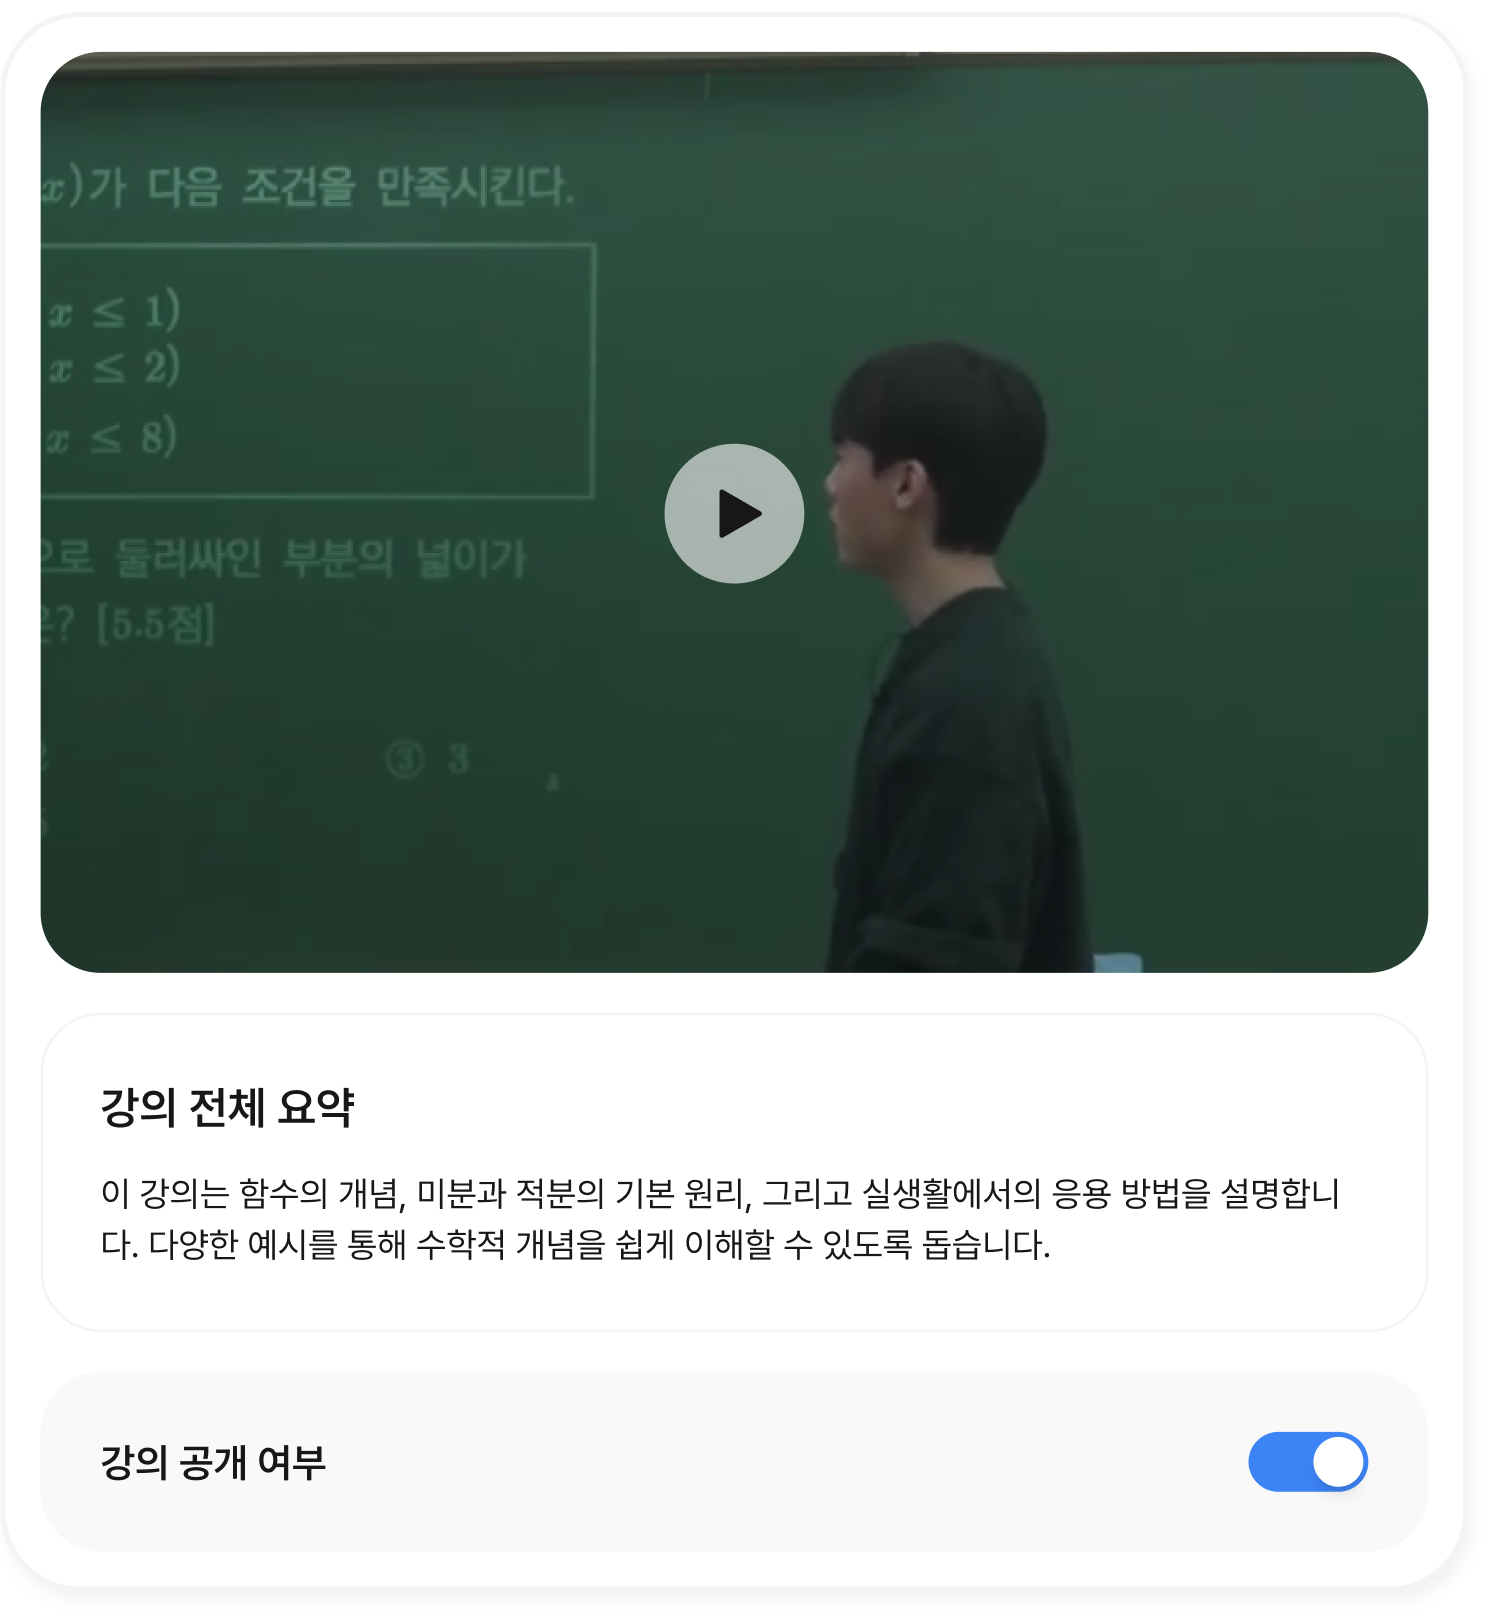 x)가 다음 조건을 만족시킨다.
x ≤ 1)
x ≤ 2)
x ≤ 8)
으로 둘러싸인 부분의 넓이가
은? [5.5점]
2
③ 3
5
강의 전체 요약
이 강의는 함수의 개념, 미분과 적분의 기본 원리, 그리고 실생활에서의 응용 방법을 설명합니
다. 다양한 예시를 통해 수학적 개념을 쉽게 이해할 수 있도록 돕습니다.
강의 공개 여부